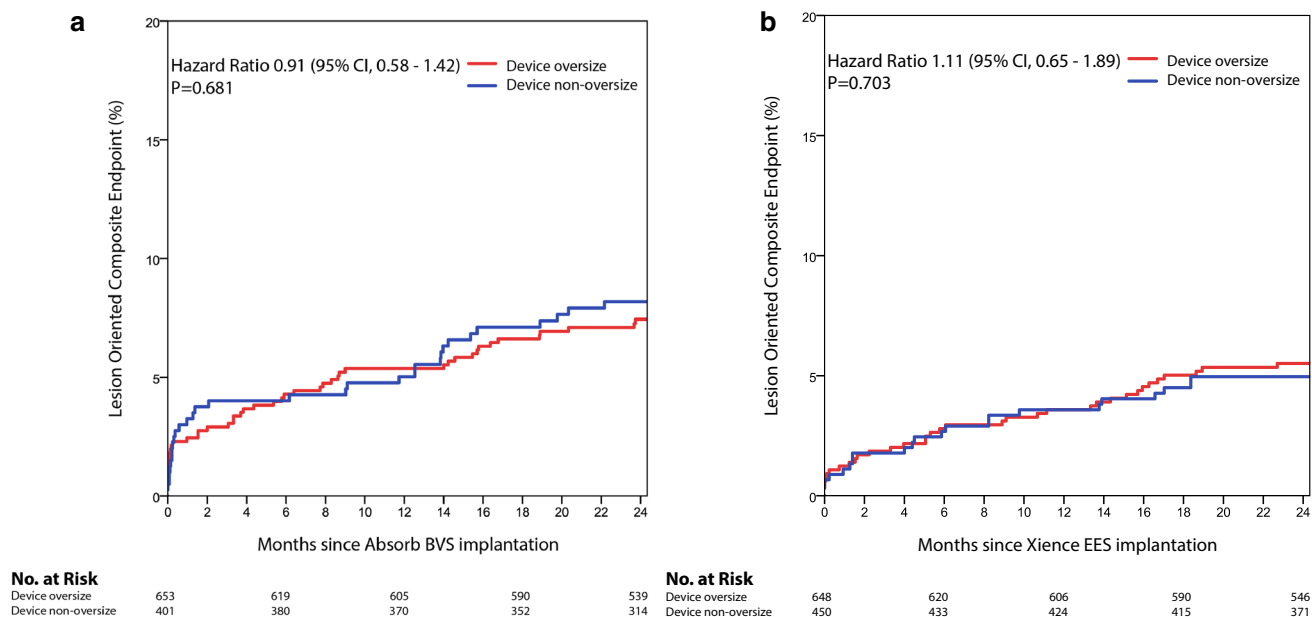 a
Hazard Ratio 0.91 (95% CI, 0.58 - 1.42)
P=0.681
Device oversize
Device non-oversize
Lesion Oriented Composite Endpoint (%)
20
15
10
5
0
0 2 4 6 8 10 12 14 16 18 20 22 24
Months since Absorb BVS implantation
No. at Risk
Device oversize 653 619 605 590 539
Device non-oversize 401 380 370 352 314
b
Hazard Ratio 1.11 (95% CI, 0.65 - 1.89)
P=0.703
Device oversize
Device non-oversize
Lesion Oriented Composite Endpoint (%)
20
15
10
5
0
0 2 4 6 8 10 12 14 16 18 20 22 24
Months since Xience EES implantation
No. at Risk
Device oversize 648 620 606 590 546
Device non-oversize 450 433 424 415 371